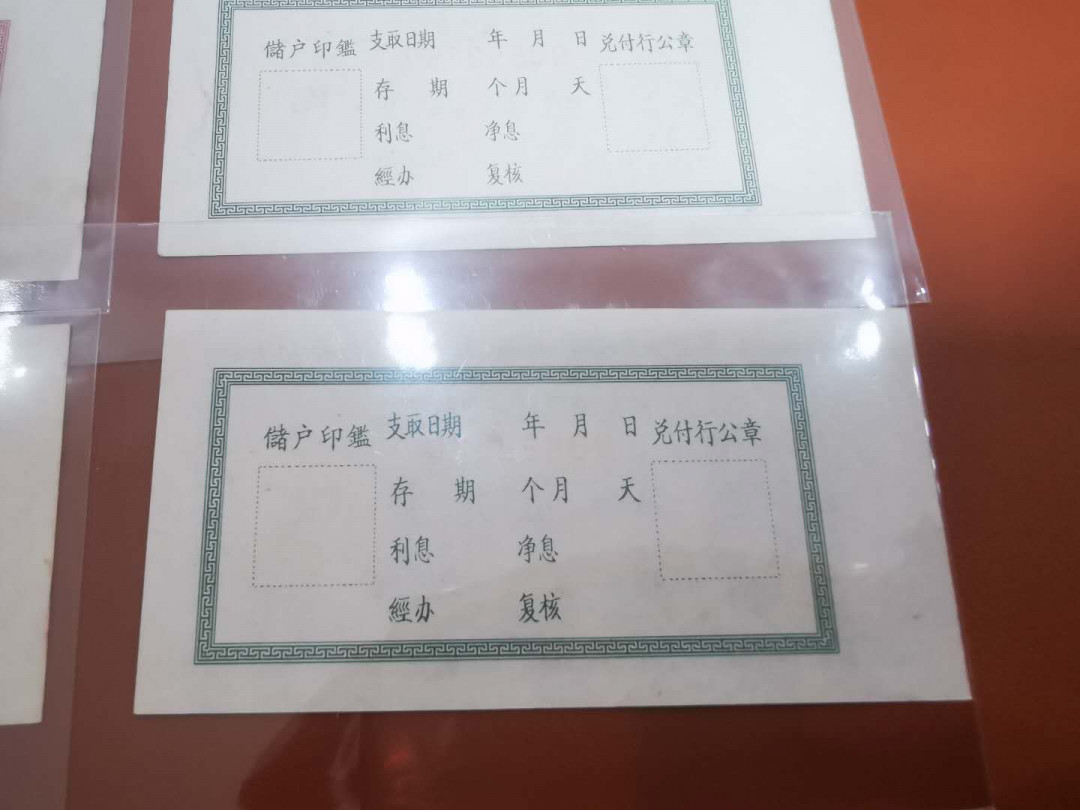 儲户印鑑 支取日期 年 月 日 兑付行公章
存 期 个月 天
利息 净息
經办 复核
儲户印鑑 支取日期 年 月 日 兑付行公章
存 期 个月 天
利息 净息
經办 复核